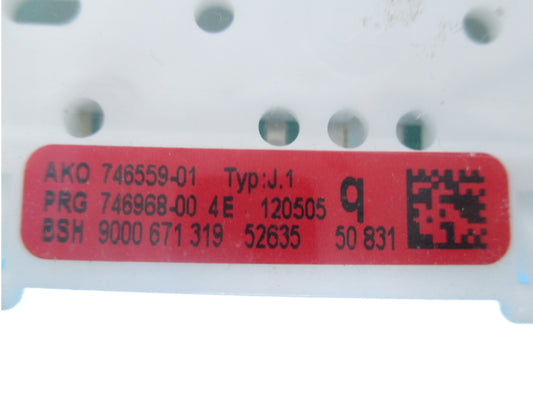 AKO 746559-01 Typ:J.1
PRG 746968-00 4E 120505 q
BSH 9000 671 319 52635 50 831